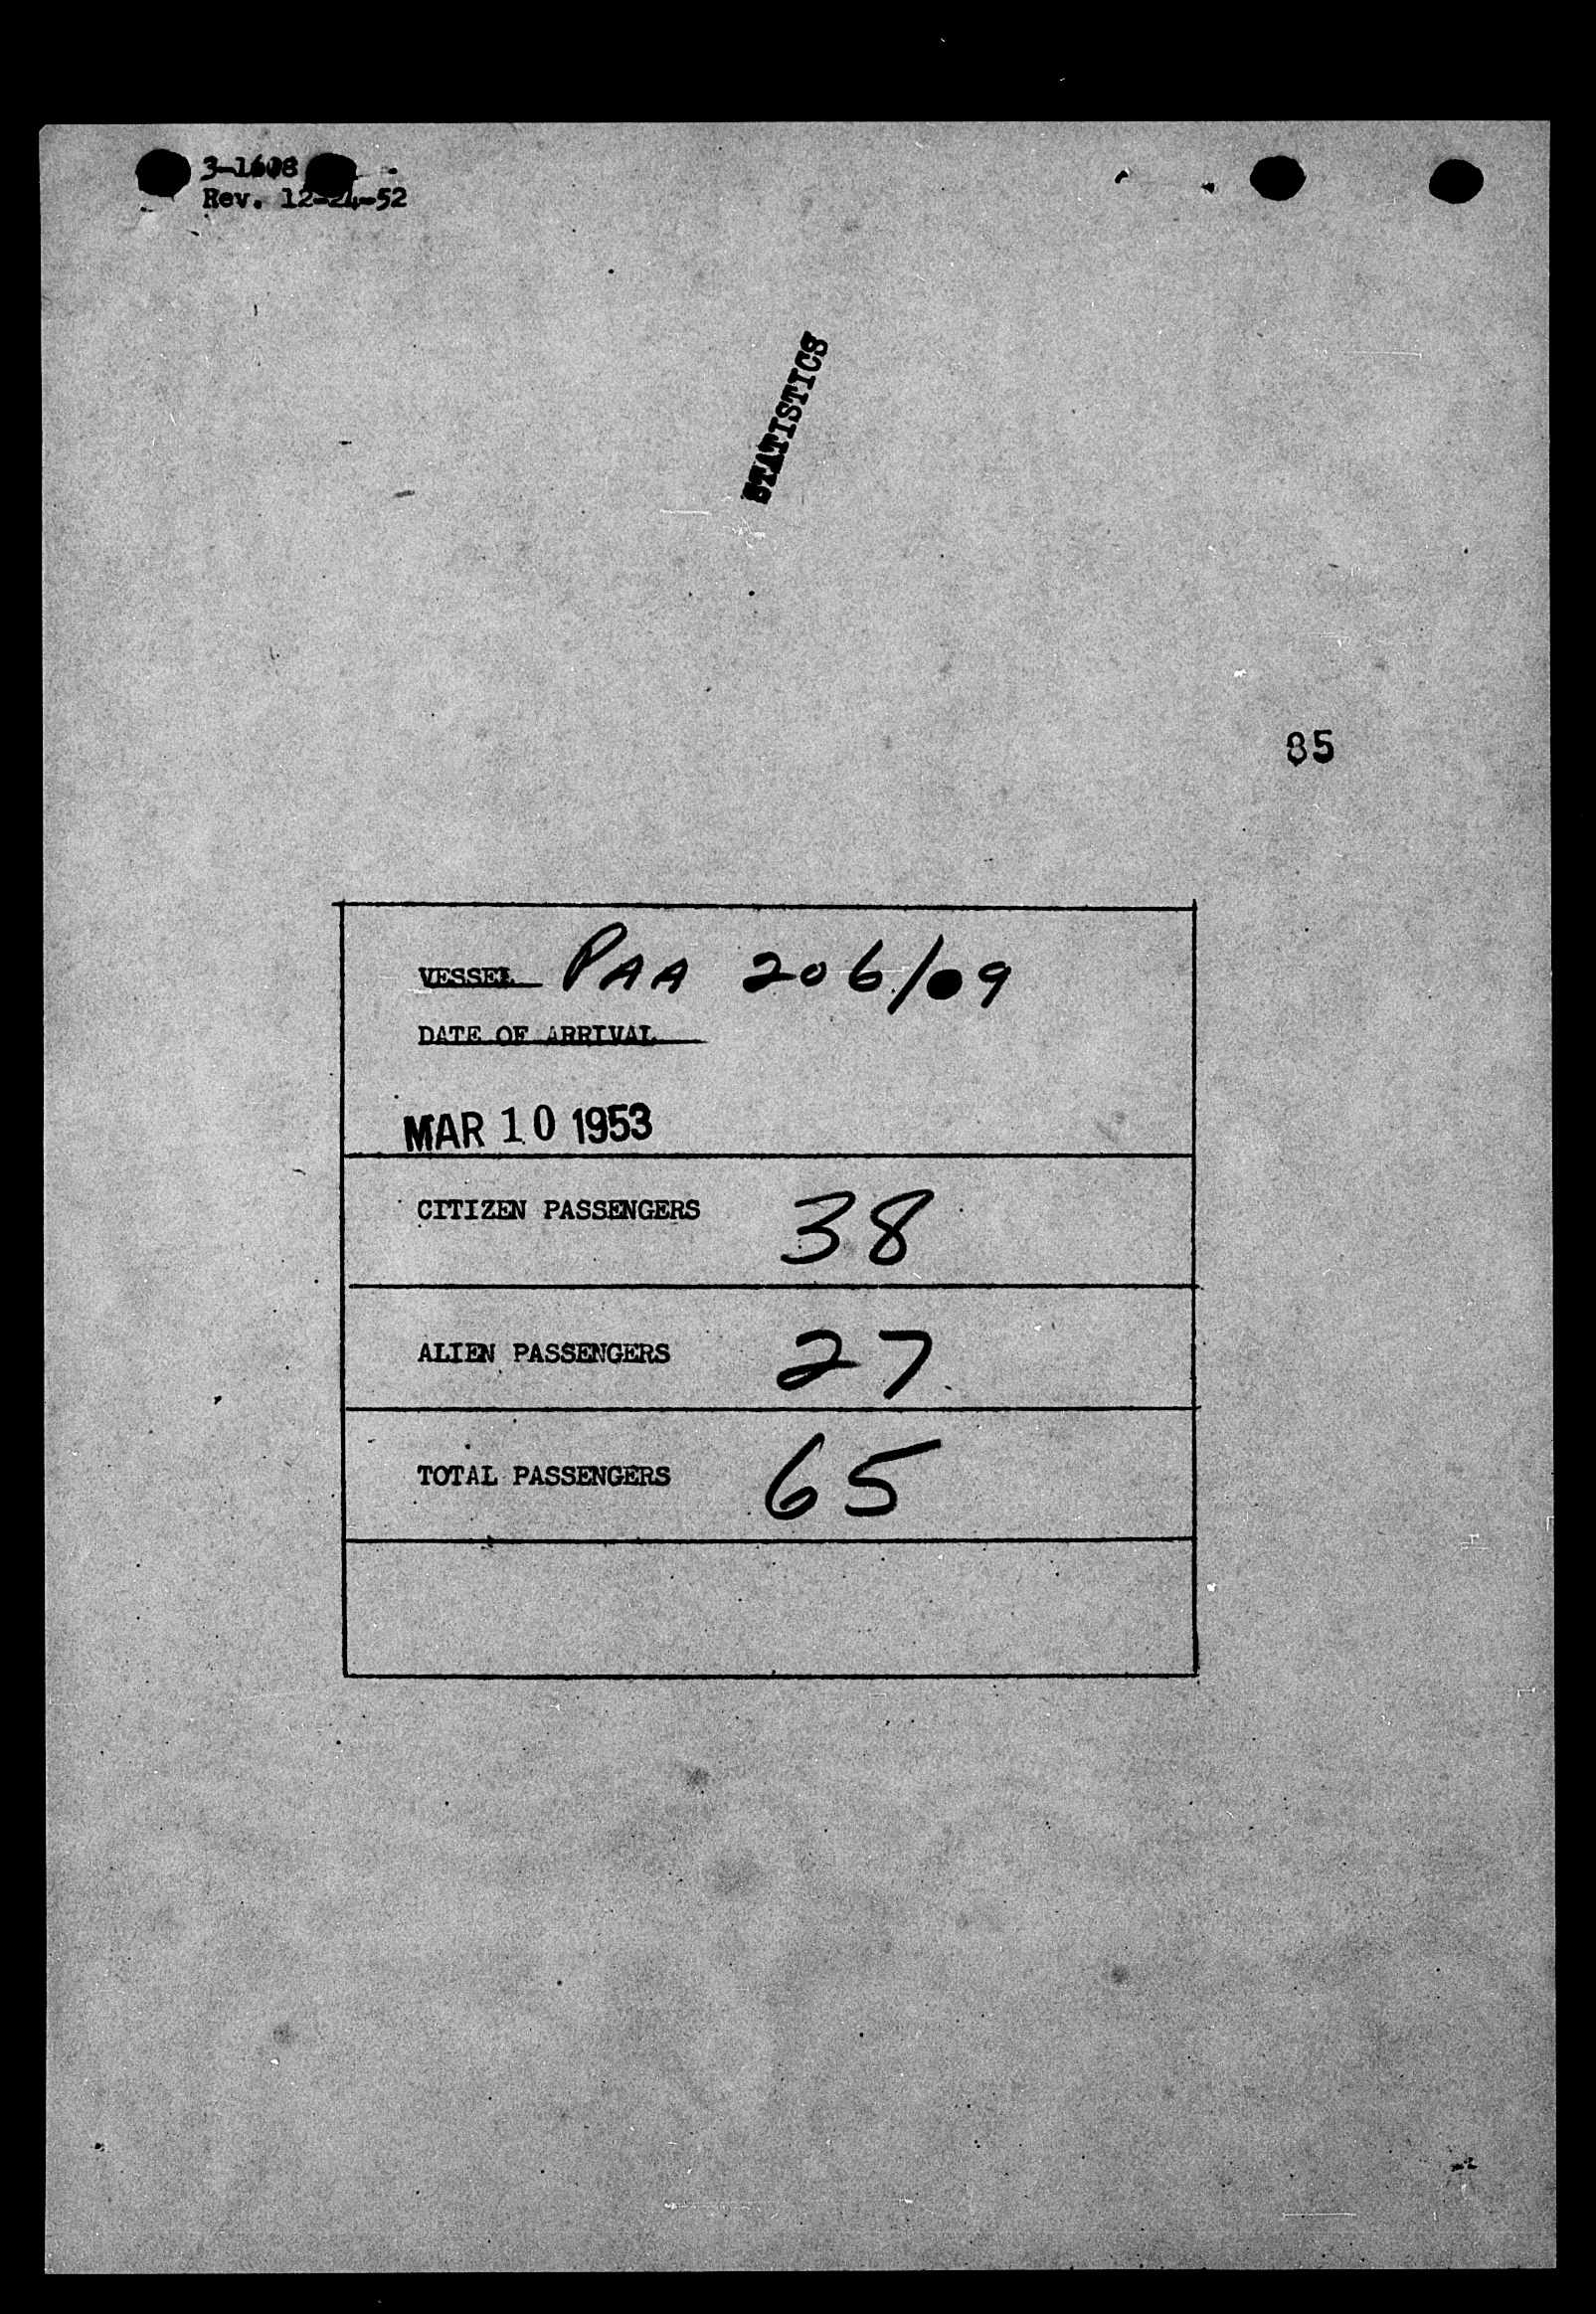 3-1608
Rev. 12-24-52
STATISTICS
85
VESSEL PAA 206/09
DATE OF ARRIVAL
MAR 10 1953
CITIZEN PASSENGERS 38
ALIEN PASSENGERS 27
TOTAL PASSENGERS 65